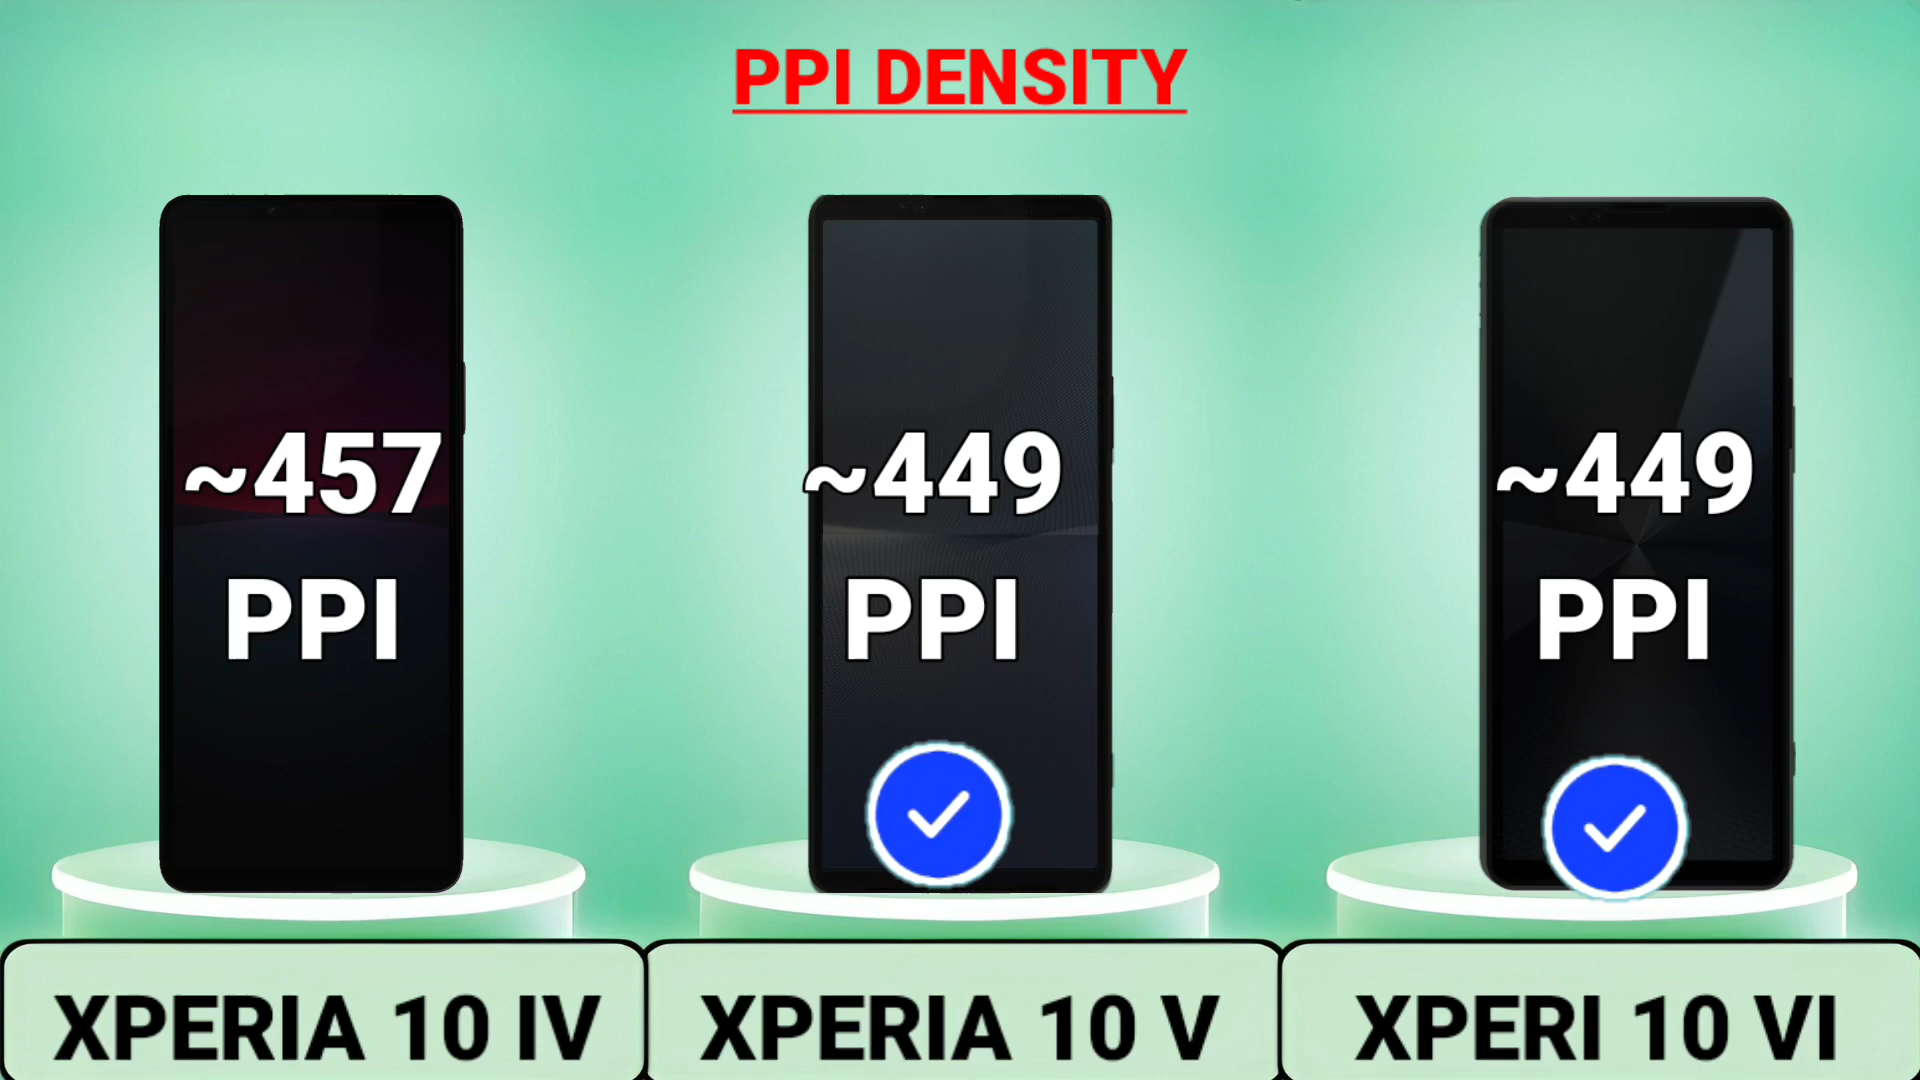 PPI DENSITY
~457
PPI
~449
PPI
~449
PPI
XPERIA 10 IV
XPERIA 10 V
XPERI 10 VI